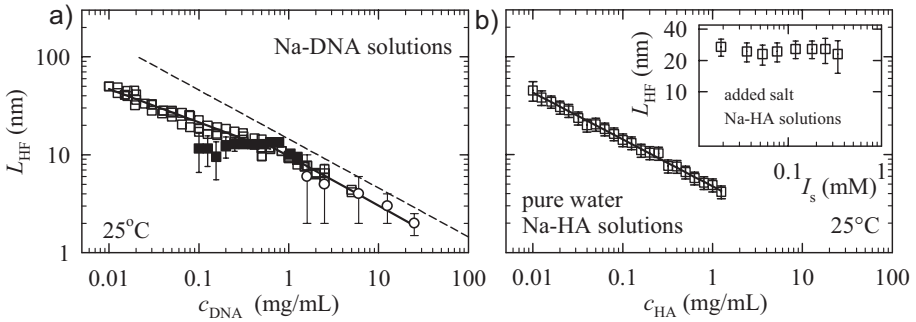 a)
Na-DNA solutions
100
10
1
L_HF (nm)
25°C
0.01 0.1 1 10 100
c_DNA (mg/mL)
b)
40
20
10
L_HF (nm)
added salt
Na-HA solutions
0.1 1
I_s (mM)
pure water
Na-HA solutions
25°C
0.01 0.1 1 10 100
c_HA (mg/mL)